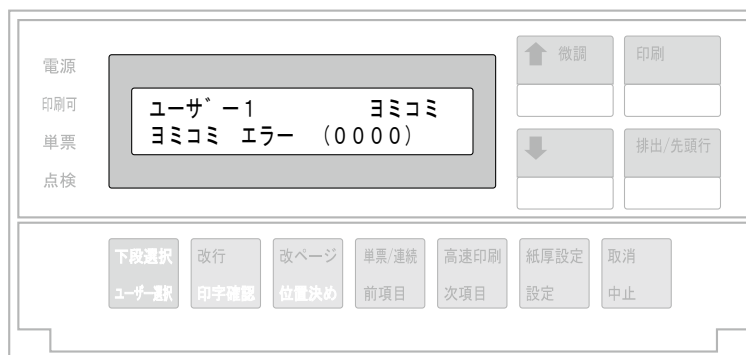 電源
印刷可
単票
点検
ユーザー1 ヨミコミ
ヨミコミ エラー (0000)
微調
印刷
排出/先頭行
下段選択
ユーザー選択
改行
印字確認
改ページ
位置決め
単票/連続
前項目
高速印刷
次項目
紙厚設定
設定
取消
中止